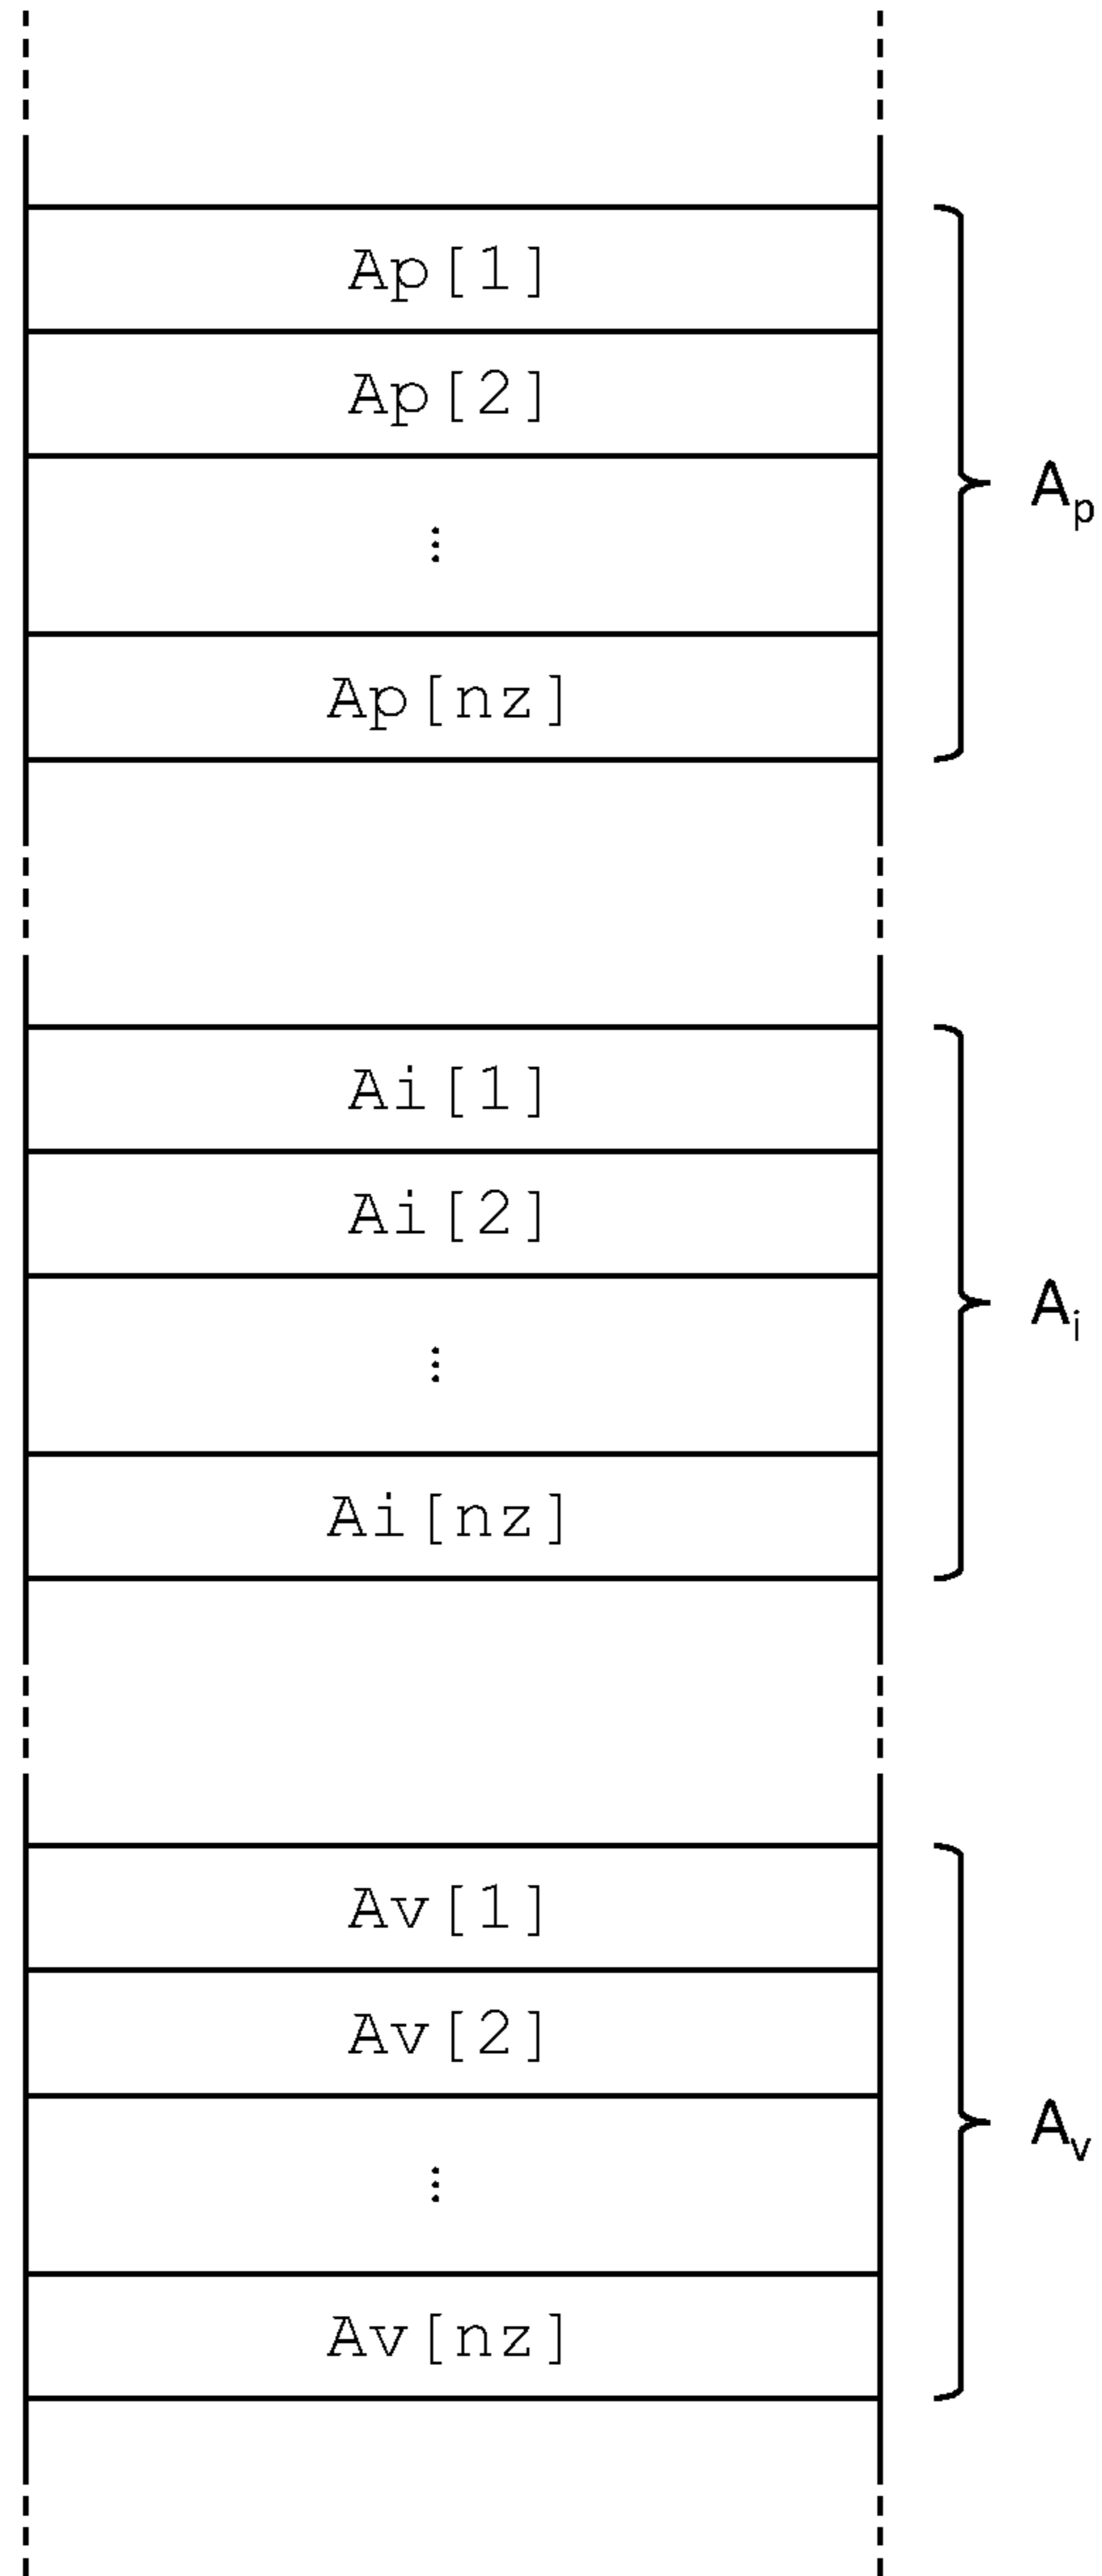 Ap[1]
Ap[2]
⋮
Ap[nz]
Ap
Ai[1]
Ai[2]
⋮
Ai[nz]
Ai
Av[1]
Av[2]
⋮
Av[nz]
Av